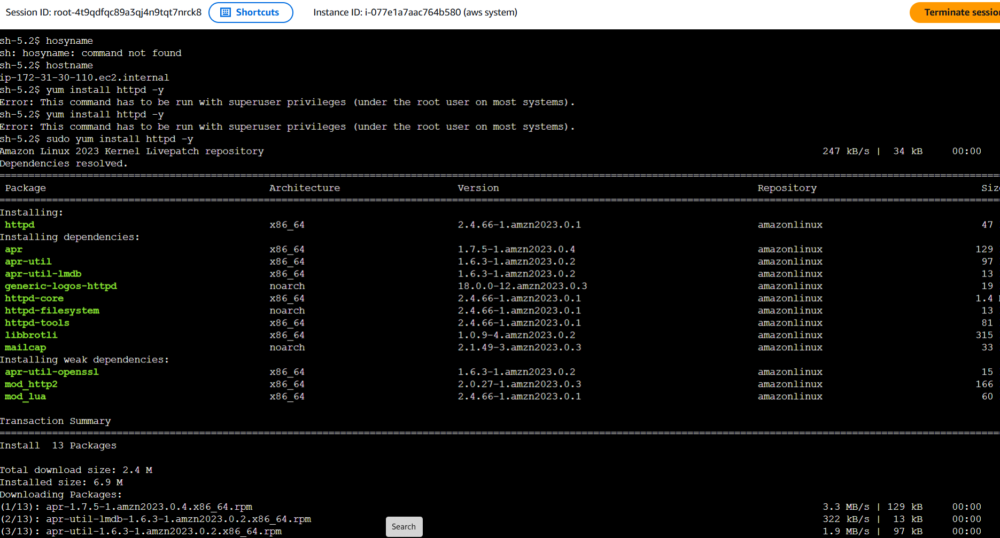 Session ID: root-4t9qdfqc89a3qj4n9tqt7nrck8 Shortcuts Instance ID: i-077e1a7aac764b580 (aws system) Terminate sessio
sh-5.2$ hosyname
sh: hosyname: command not found
sh-5.2$ hostname
ip-172-31-30-110.ec2.internal
sh-5.2$ yum install httpd -y
Error: This command has to be run with superuser privileges (under the root user on most systems).
sh-5.2$ yum install httpd -y
Error: This command has to be run with superuser privileges (under the root user on most systems).
sh-5.2$ sudo yum install httpd -y
Amazon Linux 2023 Kernel Livepatch repository 247 kB/s | 34 kB 00:00
Dependencies resolved.
Package Architecture Version Repository Siz
Installing:
httpd x86_64 2.4.66-1.amzn2023.0.1 amazonlinux 47
Installing dependencies:
apr x86_64 1.7.5-1.amzn2023.0.4 amazonlinux 129
apr-util x86_64 1.6.3-1.amzn2023.0.2 amazonlinux 97
apr-util-lmdb x86_64 1.6.3-1.amzn2023.0.2 amazonlinux 13
generic-logos-httpd noarch 18.0.0-12.amzn2023.0.3 amazonlinux 19
httpd-core x86_64 2.4.66-1.amzn2023.0.1 amazonlinux 1.4
httpd-filesystem noarch 2.4.66-1.amzn2023.0.1 amazonlinux 13
httpd-tools x86_64 2.4.66-1.amzn2023.0.1 amazonlinux 81
libbrotli x86_64 1.0.9-4.amzn2023.0.2 amazonlinux 315
mailcap noarch 2.1.49-3.amzn2023.0.3 amazonlinux 33
Installing weak dependencies:
apr-util-openssl x86_64 1.6.3-1.amzn2023.0.2 amazonlinux 15
mod_http2 x86_64 2.0.27-1.amzn2023.0.3 amazonlinux 166
mod_lua x86_64 2.4.66-1.amzn2023.0.1 amazonlinux 60
Transaction Summary
Install 13 Packages
Total download size: 2.4 M
Installed size: 6.9 M
Downloading Packages:
(1/13): apr-1.7.5-1.amzn2023.0.4.x86_64.rpm 3.3 MB/s | 129 kB 00:00
(2/13): apr-util-lmdb-1.6.3-1.amzn2023.0.2.x86_64.rpm 322 kB/s | 13 kB 00:00
(3/13): apr-util-1.6.3-1.amzn2023.0.2.x86_64.rpm 1.9 MB/s | 97 kB 00:00
Search